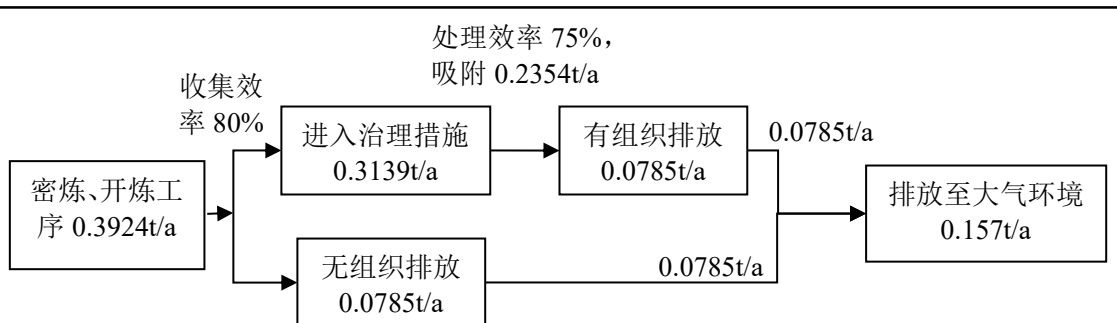 处理效率 75%，
吸附 0.2354t/a
收集效
率 80%
进入治理措施
0.3139t/a
有组织排放
0.0785t/a
0.0785t/a
密炼、开炼工
序 0.3924t/a
排放至大气环境
0.157t/a
无组织排放
0.0785t/a
0.0785t/a